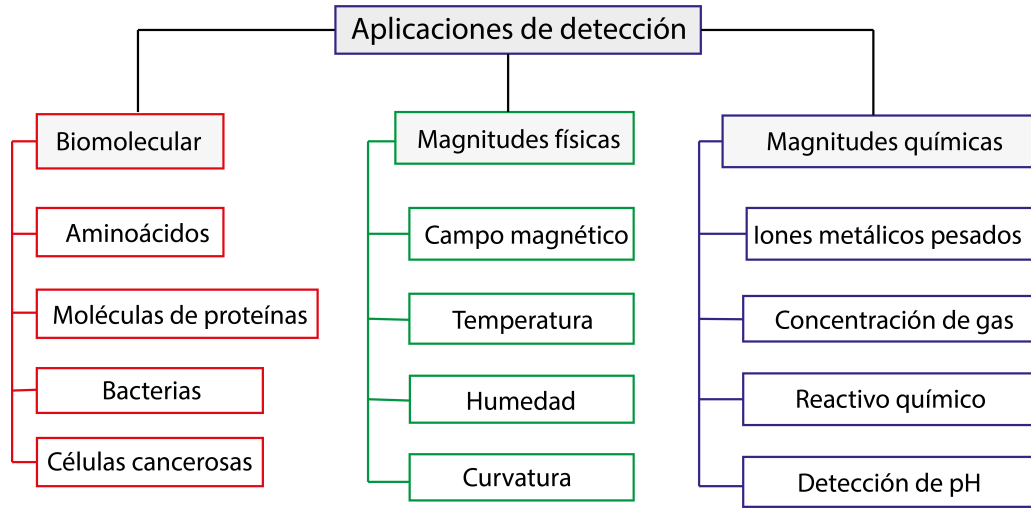 Aplicaciones de detección
Biomolecular
Aminoácidos
Moléculas de proteínas
Bacterias
Células cancerosas
Magnitudes físicas
Campo magnético
Temperatura
Humedad
Curvatura
Magnitudes químicas
Iones metálicos pesados
Concentración de gas
Reactivo químico
Detección de pH